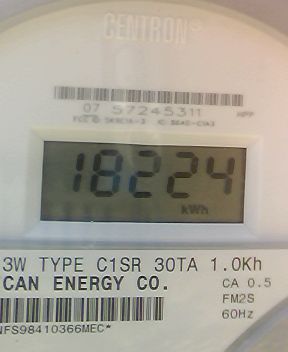 CENTRON®
07 57245311 APP
18224
kWh
3W TYPE C1SR 30TA 1.0Kh
CAN ENERGY CO. CA 0.5
FM2S
NFS98410366MEC* 60Hz